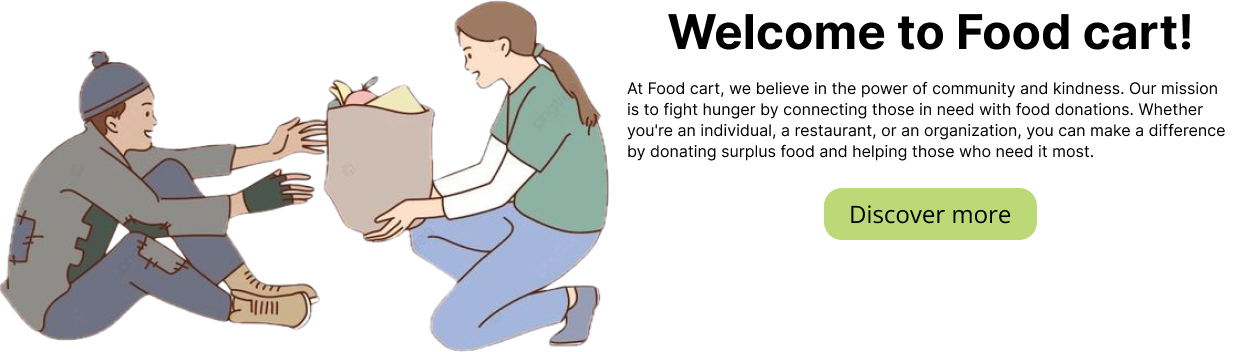 Welcome to Food cart!
At Food cart, we believe in the power of community and kindness. Our mission
is to fight hunger by connecting those in need with food donations. Whether
you're an individual, a restaurant, or an organization, you can make a difference
by donating surplus food and helping those who need it most.
Discover more